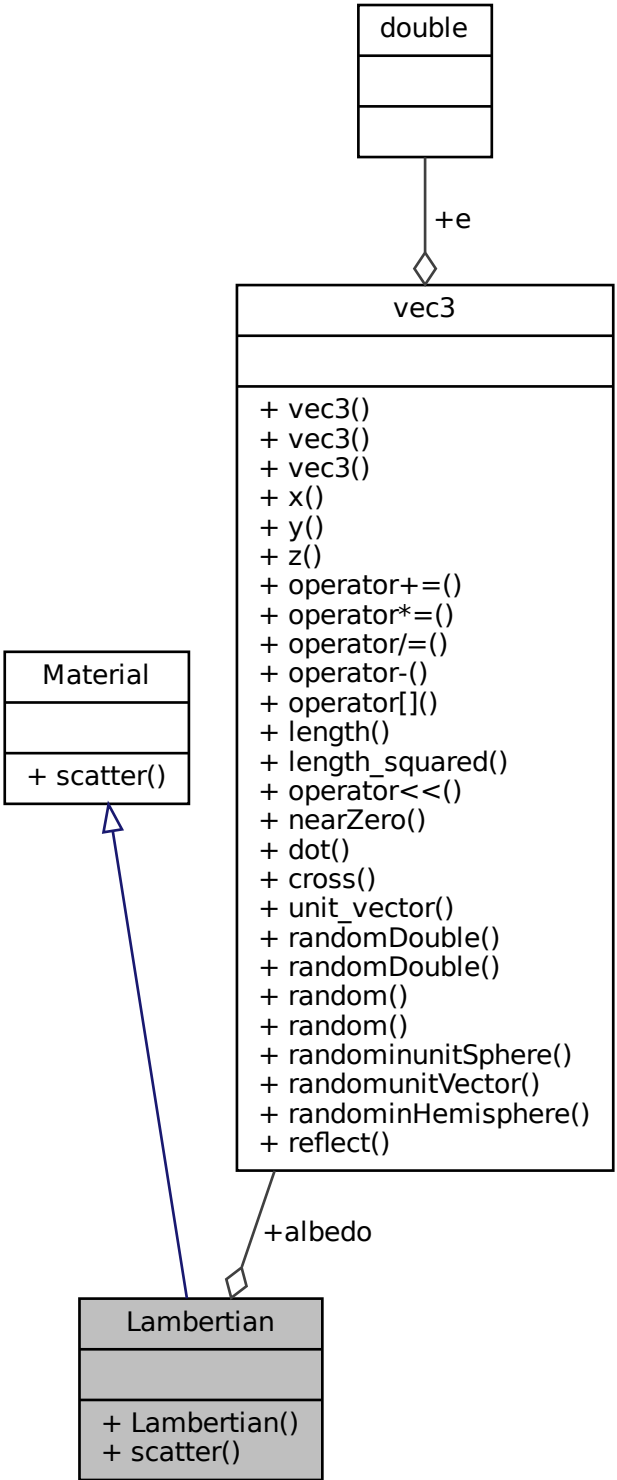 double
+e
vec3
+ vec3()
+ vec3()
+ vec3()
+ x()
+ y()
+ z()
+ operator+=()
+ operator*=()
+ operator/=()
+ operator-()
+ operator[]()
+ length()
+ length_squared()
+ operator<<()
+ nearZero()
+ dot()
+ cross()
+ unit_vector()
+ randomDouble()
+ randomDouble()
+ random()
+ random()
+ randominunitSphere()
+ randomunitVector()
+ randominHemisphere()
+ reflect()
Material
+ scatter()
+albedo
Lambertian
+ Lambertian()
+ scatter()